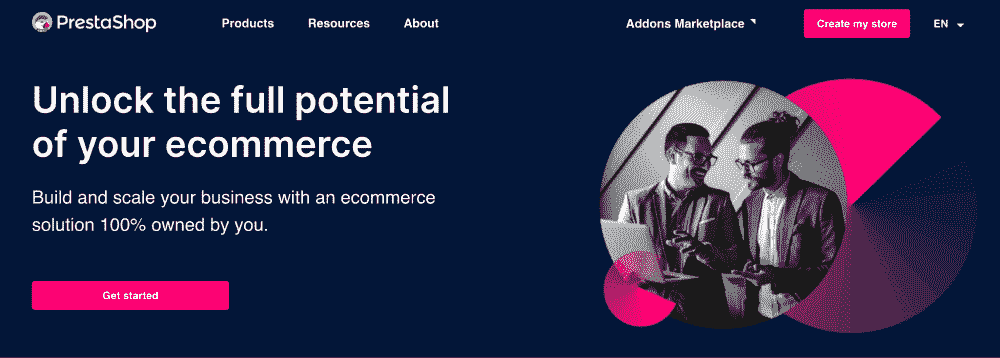 PrestaShop
Products
Resources
About
Addons Marketplace
Create my store
EN
Unlock the full potential
of your ecommerce
Build and scale your business with an ecommerce
solution 100% owned by you.
Get started